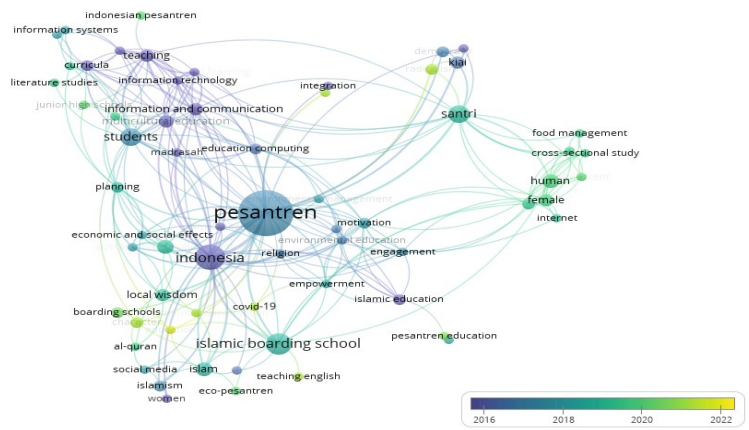 indonesian pesantren
information systems
teaching
kiai
curricula
information technology
literature studies
integration
information and communication
santri
multicultural education
students
food management
madrasah
education computing
cross-sectional study
human
planning
female
pesantren
internet
motivation
economic and social effects
environmental education
religion
engagement
indonesia
empowerment
local wisdom
islamic education
covid-19
boarding schools
pesantren education
islamic boarding school
al-quran
social media
islam
teaching english
islamism
eco-pesantren
women
2016
2018
2020
2022